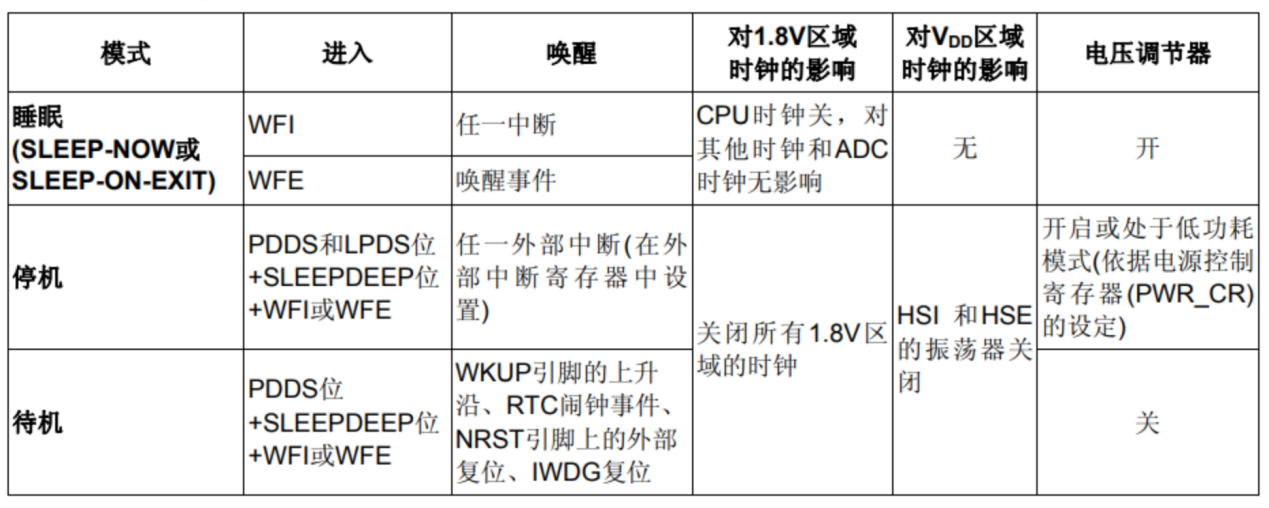 模式
进入
唤醒
对1.8V区域
时钟的影响
对VDD区域
时钟的影响
电压调节器
睡眠
(SLEEP-NOW或
SLEEP-ON-EXIT)
WFI
任一中断
WFE
唤醒事件
CPU时钟关，对
其他时钟和ADC
时钟无影响
无
开
停机
PDDS和LPDS位
+SLEEPDEEP位
+WFI或WFE
任一外部中断(在外
部中断寄存器中设
置)
关闭所有1.8V区
域的时钟
HSI 和HSE
的振荡器关
闭
开启或处于低功耗
模式(依据电源控制
寄存器(PWR_CR)
的设定)
待机
PDDS位
+SLEEPDEEP位
+WFI或WFE
WKUP引脚的上升
沿、RTC闹钟事件、
NRST引脚上的外部
复位、IWDG复位
关